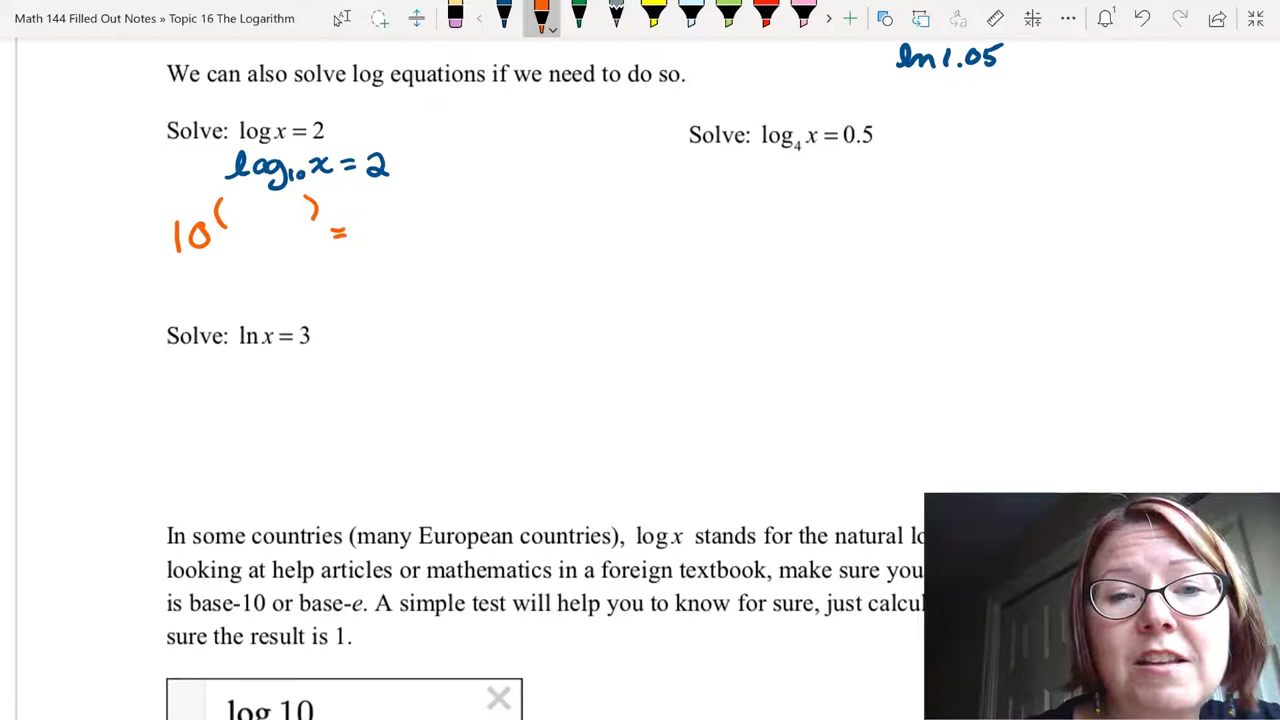 Math 144 Filled Out Notes » Topic 16 The Logarithm
ln 1.05
We can also solve log equations if we need to do so.
Solve: log x = 2
Solve: log₄ x = 0.5
log₁₀ x = 2
10^( ) =
Solve: ln x = 3
In some countries (many European countries), log x stands for the natural
looking at help articles or mathematics in a foreign textbook, make sure you
is base-10 or base-e. A simple test will help you to know for sure, just
sure the result is 1.
log 10